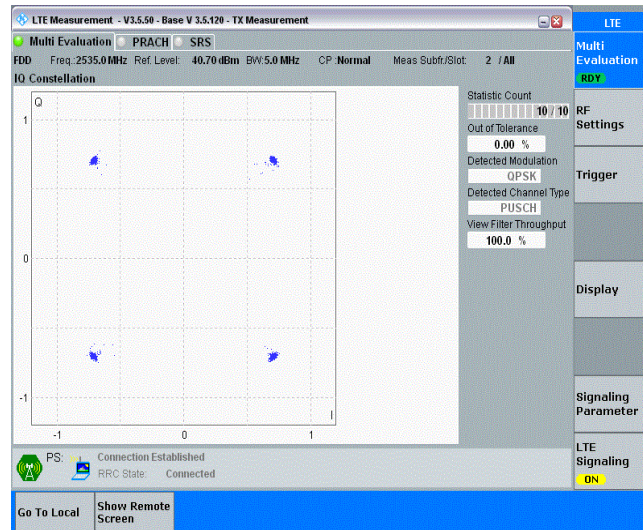 LTE Measurement - V3.5.50 - Base V 3.5.120 - TX Measurement
LTE
Multi Evaluation PRACH SRS
Multi
Evaluation
RDY
FDD Freq.:2535.0 MHz Ref. Level: 40.70 dBm BW:5.0 MHz CP :Normal Meas Subfr./Slot: 2 / All
IQ Constellation
Statistic Count
10 / 10
Out of Tolerance
0.00 %
Detected Modulation
QPSK
Detected Channel Type
PUSCH
View Filter Throughput
100.0 %
RF
Settings
Trigger
Display
Signaling
Parameter
LTE
Signaling
ON
Q
1
0
-1
I
-1 0 1
PS: Connection Established
RRC State: Connected
Go To Local
Show Remote
Screen